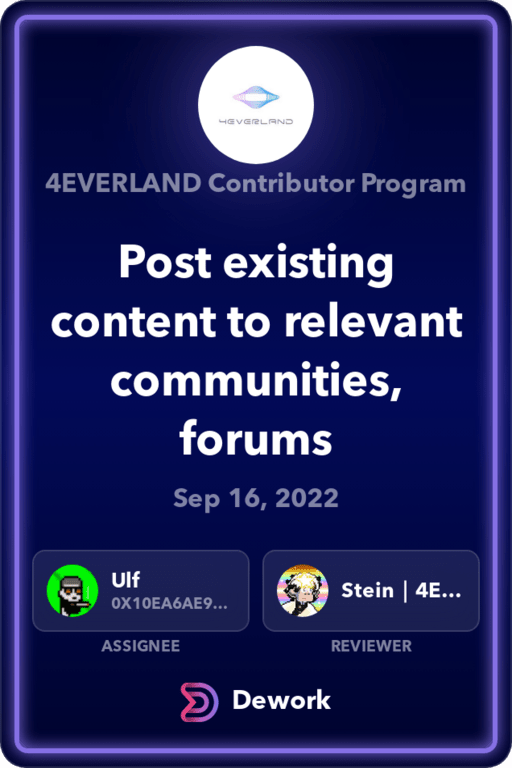 4EVERLAND
4EVERLAND Contributor Program
Post existing
content to relevant
communities,
forums
Sep 16, 2022
Ulf
0X10EA6AE9...
Stein | 4E...
ASSIGNEE
REVIEWER
Dework